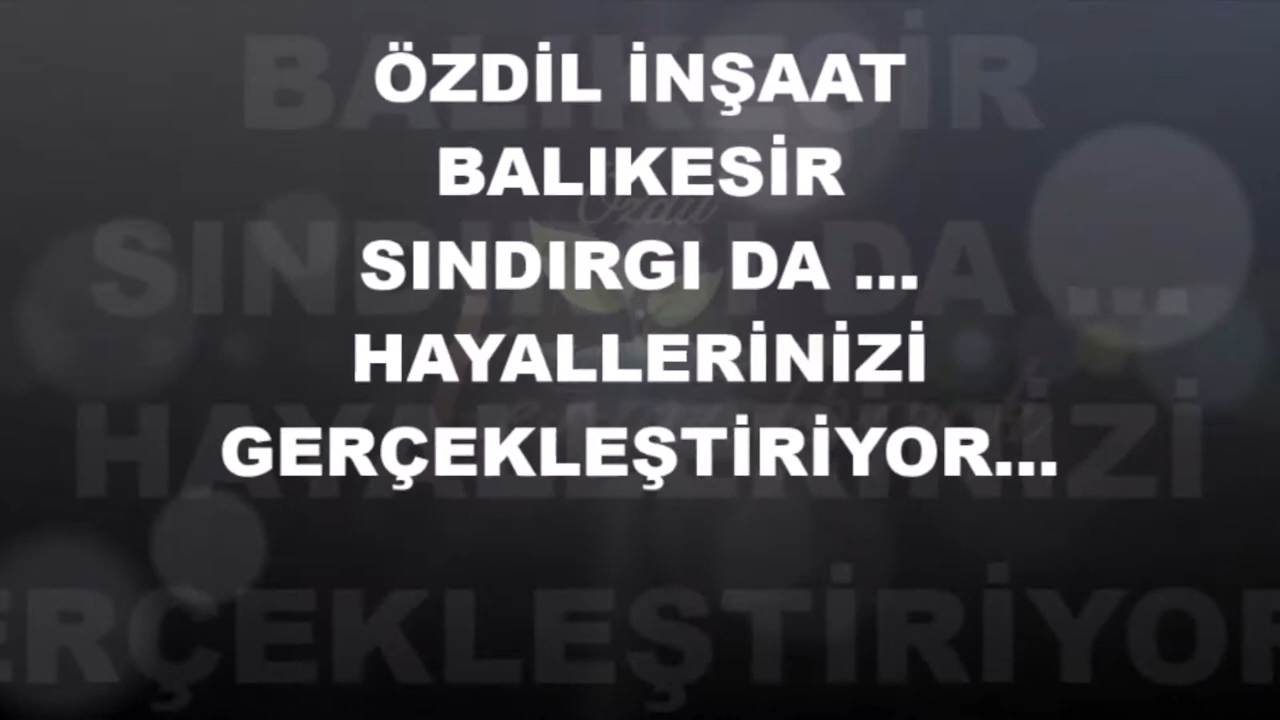 ÖZDİL İNŞAAT
BALIKESİR
SINDIRGI DA ...
HAYALLERİNİZİ
GERÇEKLEŞTİRİYOR...